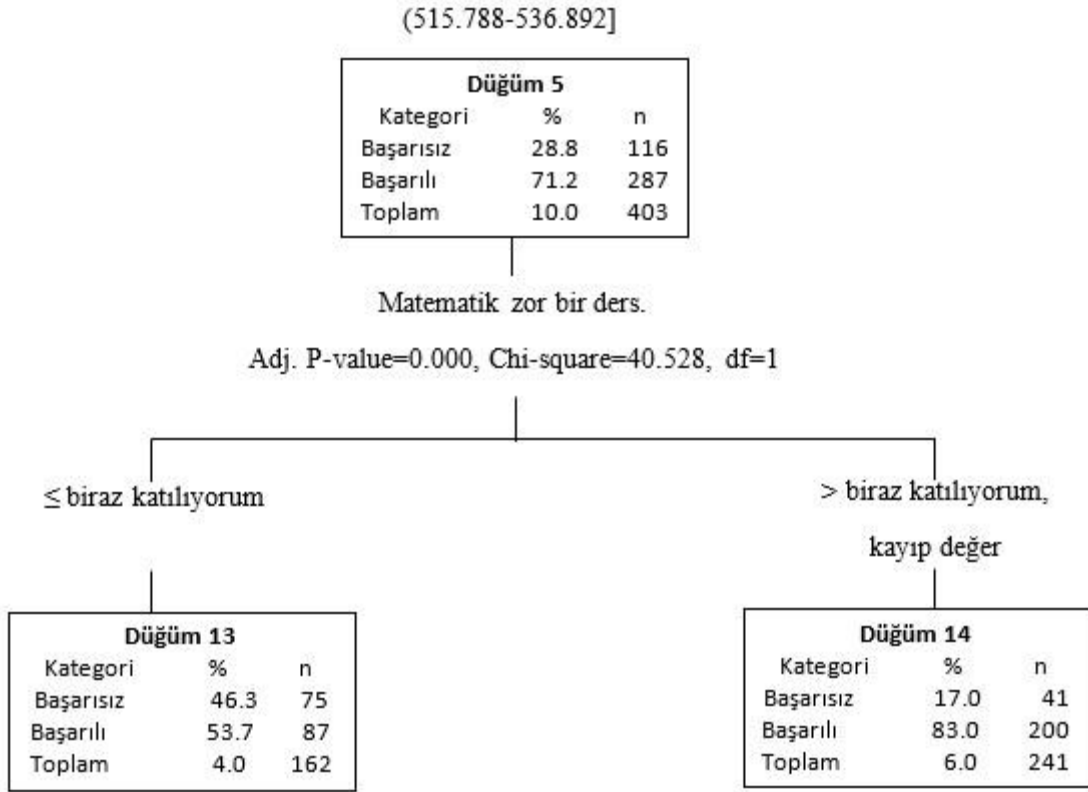 (515.788-536.892]
Düğüm 5
Kategori % n
Başarısız 28.8 116
Başarılı 71.2 287
Toplam 10.0 403
Matematik zor bir ders.
Adj. P-value=0.000, Chi-square=40.528, df=1
≤ biraz katılıyorum
> biraz katılıyorum,
kayıp değer
Düğüm 13
Kategori % n
Başarısız 46.3 75
Başarılı 53.7 87
Toplam 4.0 162
Düğüm 14
Kategori % n
Başarısız 17.0 41
Başarılı 83.0 200
Toplam 6.0 241